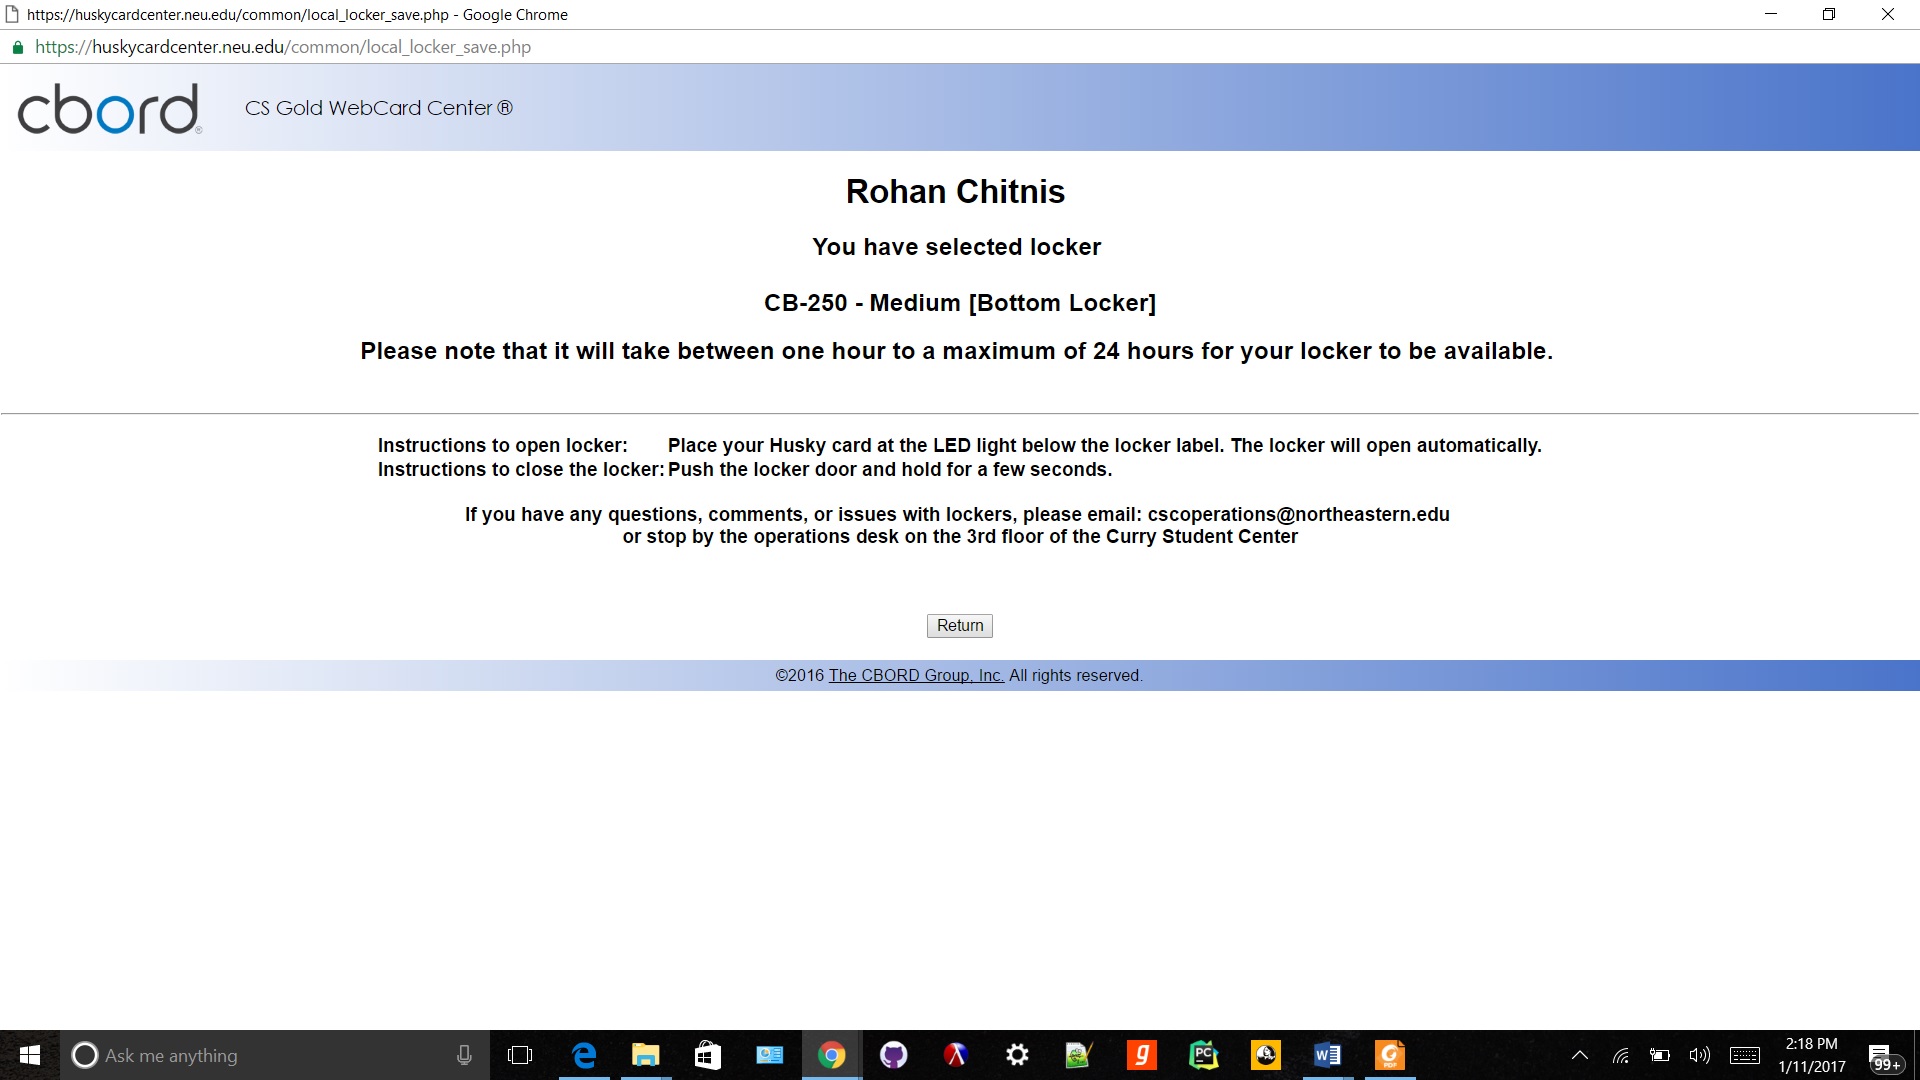 https://huskycardcenter.neu.edu/common/local_locker_save.php - Google Chrome
https://huskycardcenter.neu.edu/common/local_locker_save.php
cbord® CS Gold WebCard Center ®
Rohan Chitnis
You have selected locker
CB-250 - Medium [Bottom Locker]
Please note that it will take between one hour to a maximum of 24 hours for your locker to be available.
Instructions to open locker: Place your Husky card at the LED light below the locker label. The locker will open automatically.
Instructions to close the locker: Push the locker door and hold for a few seconds.
If you have any questions, comments, or issues with lockers, please email: cscoperations@northeastern.edu
or stop by the operations desk on the 3rd floor of the Curry Student Center
Return
©2016 The CBORD Group, Inc. All rights reserved.
Ask me anything
g
PC
W
PDF
2:18 PM
1/11/2017
99+